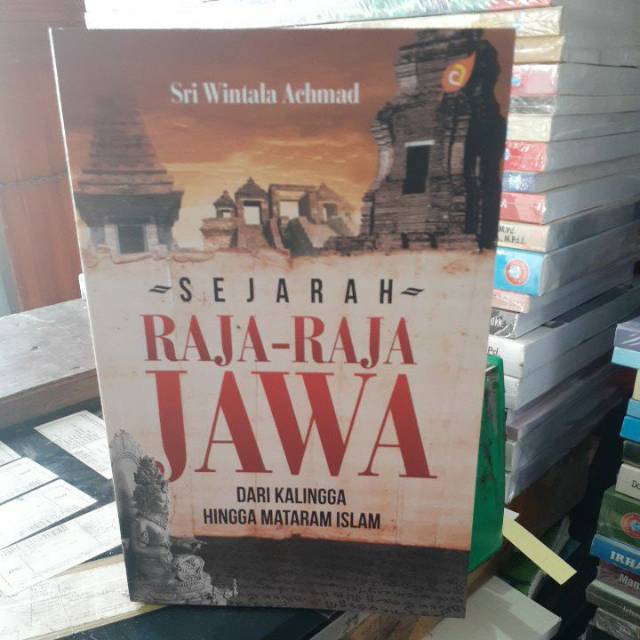 Sri Wintala Achmad
SEJARAH
RAJA-RAJA
JAWA
DARI KALINGGA
HINGGA MATARAM ISLAM